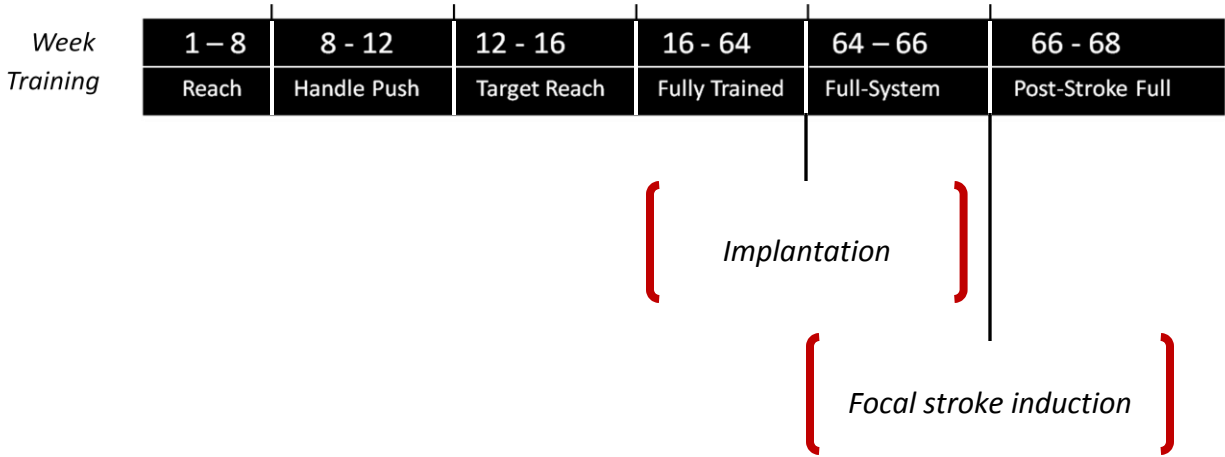 Week 1 – 8 8 - 12 12 - 16 16 - 64 64 – 66 66 - 68
Training Reach Handle Push Target Reach Fully Trained Full-System Post-Stroke Full
Implantation
Focal stroke induction